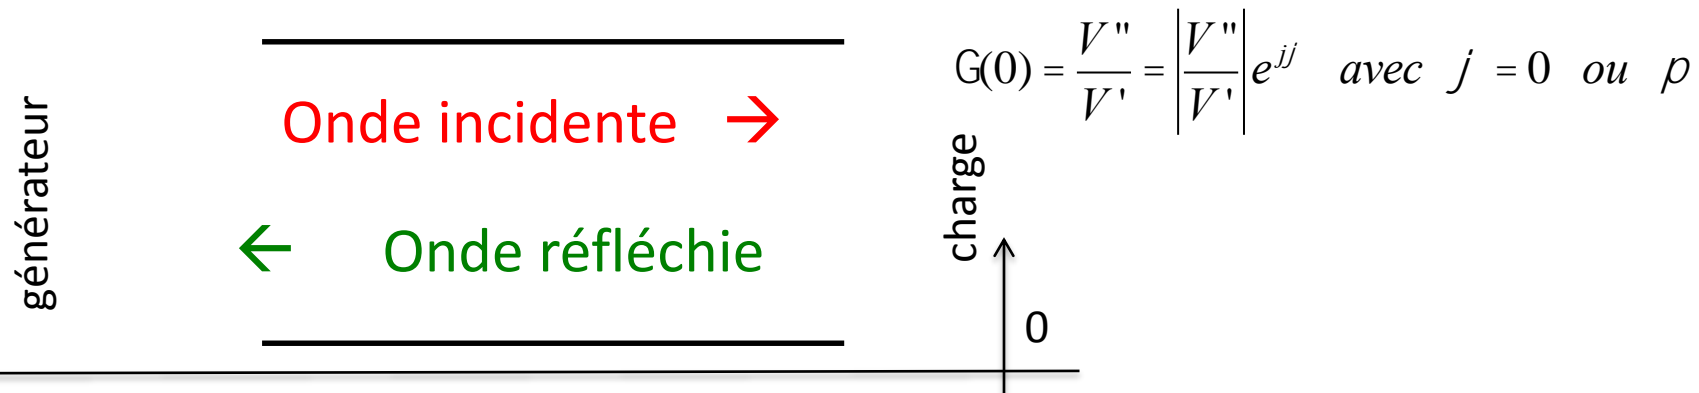 générateur
Onde incidente →
← Onde réfléchie
charge
0
G(0) = V" / V' = |V" / V'| e^{jj} avec j = 0 ou p